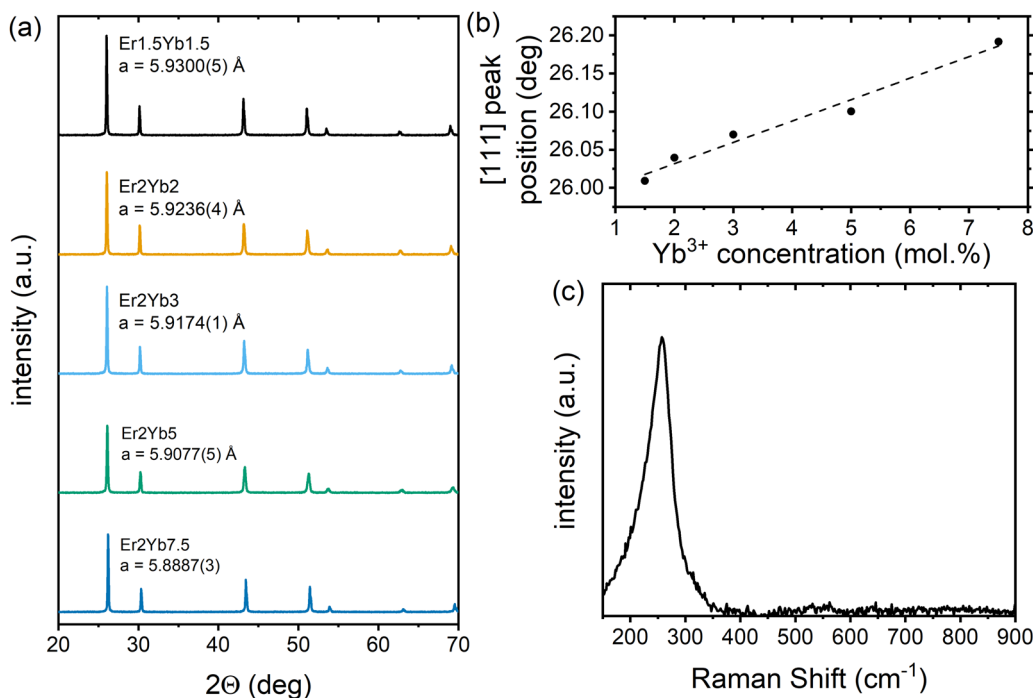 (a)
Er1.5Yb1.5
a = 5.9300(5) Å
Er2Yb2
a = 5.9236(4) Å
Er2Yb3
a = 5.9174(1) Å
Er2Yb5
a = 5.9077(5) Å
Er2Yb7.5
a = 5.8887(3)
intensity (a.u.)
20 30 40 50 60 70
2Θ (deg)
(b)
[111] peak
position (deg)
26.20
26.15
26.10
26.05
26.00
1 2 3 4 5 6 7 8
Yb³⁺ concentration (mol.%)
(c)
intensity (a.u.)
200 300 400 500 600 700 800 900
Raman Shift (cm⁻¹)